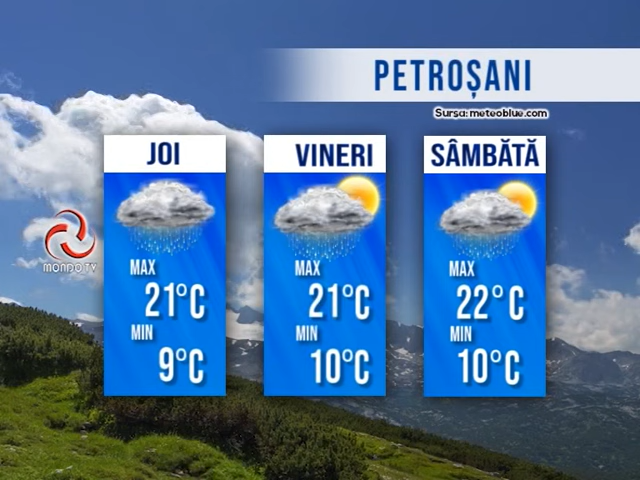 PETROȘANI
Sursa: meteoblue.com
JOI
MAX
21°C
MIN
9°C
VINERI
MAX
21°C
MIN
10°C
SÂMBĂTĂ
MAX
22°C
MIN
10°C
MONDO TV